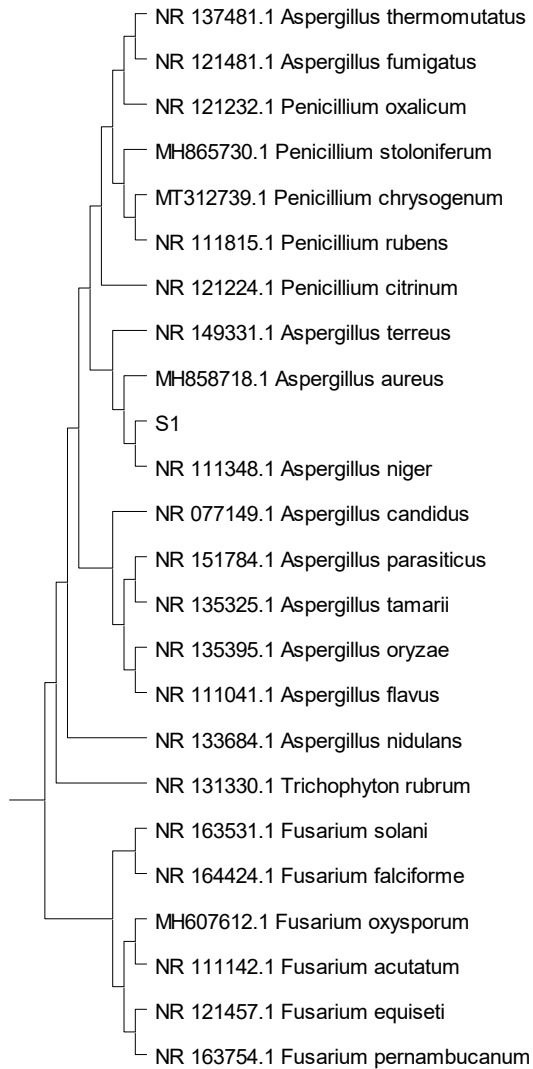 NR 137481.1 Aspergillus thermomutatus
NR 121481.1 Aspergillus fumigatus
NR 121232.1 Penicillium oxalicum
MH865730.1 Penicillium stoloniferum
MT312739.1 Penicillium chrysogenum
NR 111815.1 Penicillium rubens
NR 121224.1 Penicillium citrinum
NR 149331.1 Aspergillus terreus
MH858718.1 Aspergillus aureus
S1
NR 111348.1 Aspergillus niger
NR 077149.1 Aspergillus candidus
NR 151784.1 Aspergillus parasiticus
NR 135325.1 Aspergillus tamarii
NR 135395.1 Aspergillus oryzae
NR 111041.1 Aspergillus flavus
NR 133684.1 Aspergillus nidulans
NR 131330.1 Trichophyton rubrum
NR 163531.1 Fusarium solani
NR 164424.1 Fusarium falciforme
MH607612.1 Fusarium oxysporum
NR 111142.1 Fusarium acutatum
NR 121457.1 Fusarium equiseti
NR 163754.1 Fusarium pernambucanum